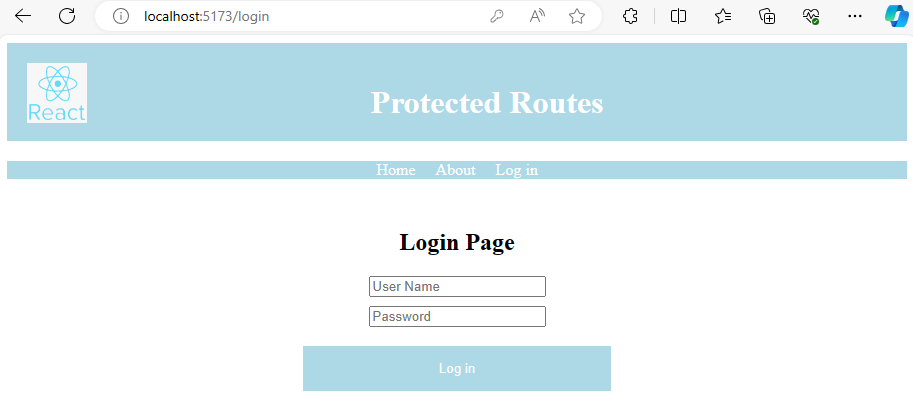 localhost:5173/login
React
Protected Routes
Home About Log in
Login Page
User Name
Password
Log in